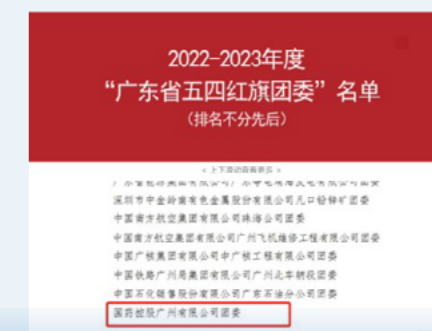 2022-2023年度
“广东省五四红旗团委”名单
（排名不分先后）
< 上下滑动查看更多 >
深圳市中金岭南有色金属股份有限公司凡口铅锌矿团委
中国南方航空集团有限公司珠海公司团委
中国南方航空集团有限公司广州飞机维修工程有限公司团委
中国广核集团有限公司中广核工程有限公司团委
中国铁路广州局集团有限公司广州北车辆段团委
中国石化销售股份有限公司广东石油分公司团委
国药控股广州有限公司团委